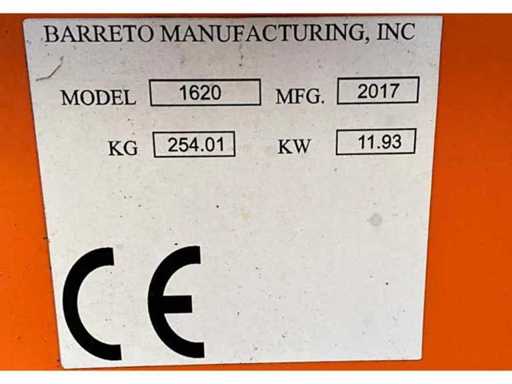 BARRETO MANUFACTURING, INC
MODEL 1620 MFG. 2017
KG 254.01 KW 11.93
CE